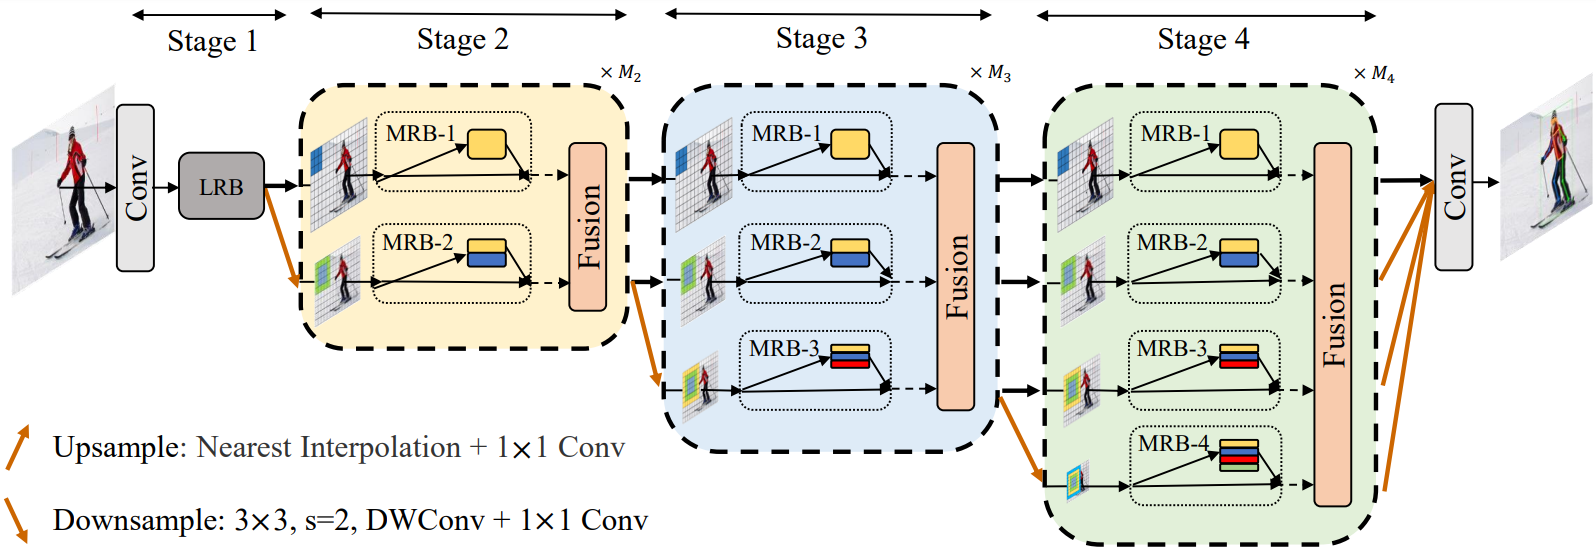 Stage 1
Stage 2
Stage 3
Stage 4
× M₂
× M₃
× M₄
Conv
LRB
MRB-1
MRB-2
Fusion
MRB-1
MRB-2
MRB-3
Fusion
MRB-1
MRB-2
MRB-3
MRB-4
Fusion
Conv
Upsample: Nearest Interpolation + 1×1 Conv
Downsample: 3×3, s=2, DWConv + 1×1 Conv